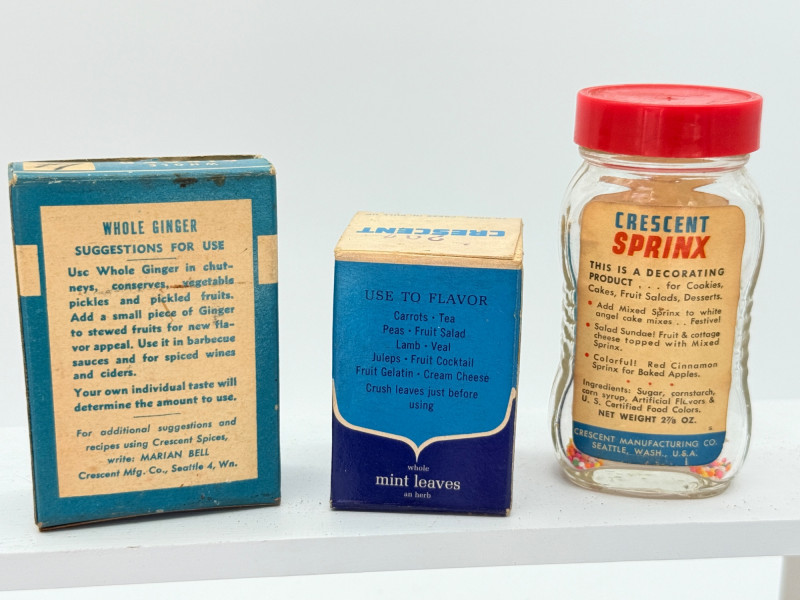 WHOLE
WHOLE GINGER
SUGGESTIONS FOR USE
Use Whole Ginger in chut-
neys, conserves, vegetable
pickles and pickled fruits.
Add a small piece of Ginger
to stewed fruits for new fla-
vor appeal. Use it in barbecue
sauces and for spiced wines
and ciders.
Your own individual taste will
determine the amount to use.
For additional suggestions and
recipes using Crescent Spices,
write: MARIAN BELL
Crescent Mfg. Co., Seattle 4, Wn.
CRESCENT
USE TO FLAVOR
Carrots · Tea
Peas · Fruit Salad
Lamb · Veal
Juleps · Fruit Cocktail
Fruit Gelatin · Cream Cheese
Crush leaves just before
using
whole
mint leaves
an herb
CRESCENT
SPRINX
THIS IS A DECORATING
PRODUCT . . . for Cookies,
Cakes, Fruit Salads, Desserts.
• Add Mixed Sprinx to white
angel cake mixes . . Festive!
• Salad Sundae! Fruit & cottage
cheese topped with Mixed
Sprinx.
• Colorful! Red Cinnamon
Sprinx for Baked Apples.
Ingredients: Sugar, cornstarch,
corn syrup, Artificial Flavors &
U. S. Certified Food Colors.
NET WEIGHT 2⅞ OZ.
CRESCENT MANUFACTURING CO.
SEATTLE, WASH., U.S.A.